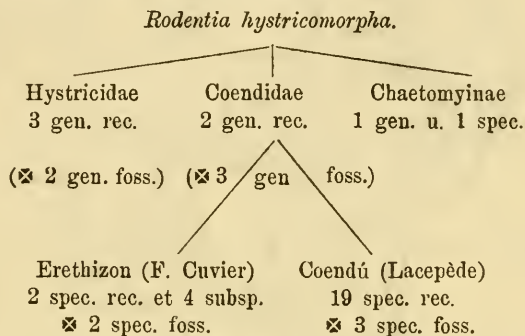 Rodentia hystricomorpha.
Hystricidae Coendidae Chaetomyinae
3 gen. rec. 2 gen. rec. 1 gen. u. 1 spec.
(⊠ 2 gen. foss.) (⊠ 3 gen foss.)
Erethizon (F. Cuvier) Coendú (Lacepède)
2 spec. rec. et 4 subsp. 19 spec. rec.
⊠ 2 spec. foss. ⊠ 3 spec. foss.